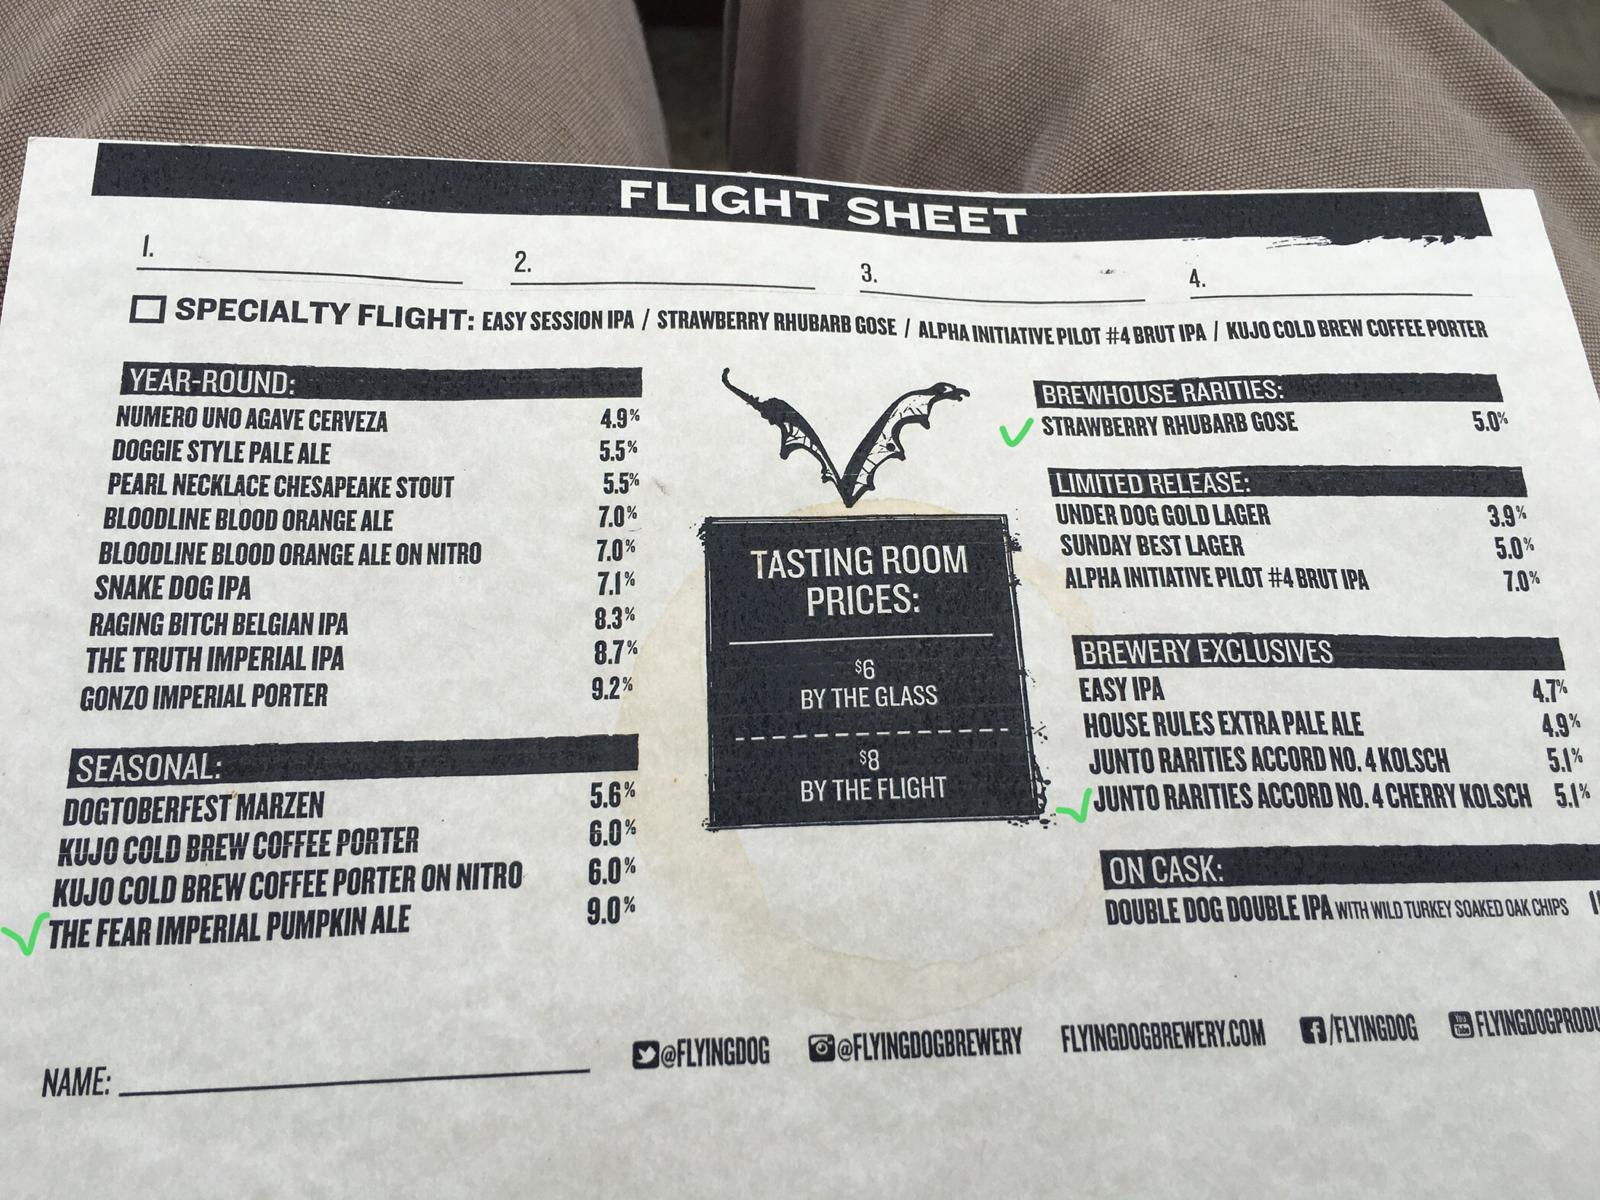 FLIGHT SHEET
1.
2.
3.
4.
SPECIALTY FLIGHT: EASY SESSION IPA / STRAWBERRY RHUBARB GOSE / ALPHA INITIATIVE PILOT #4 BRUT IPA / KUJO COLD BREW COFFEE PORTER
YEAR-ROUND:
NUMERO UNO AGAVE CERVEZA 4.9%
DOGGIE STYLE PALE ALE 5.5%
PEARL NECKLACE CHESAPEAKE STOUT 5.5%
BLOODLINE BLOOD ORANGE ALE 7.0%
BLOODLINE BLOOD ORANGE ALE ON NITRO 7.0%
SNAKE DOG IPA 7.1%
RAGING BITCH BELGIAN IPA 8.3%
THE TRUTH IMPERIAL IPA 8.7%
GONZO IMPERIAL PORTER 9.2%
SEASONAL:
DOGTOBERFEST MARZEN 5.6%
KUJO COLD BREW COFFEE PORTER 6.0%
KUJO COLD BREW COFFEE PORTER ON NITRO 6.0%
THE FEAR IMPERIAL PUMPKIN ALE 9.0%
TASTING ROOM
PRICES:
$6
BY THE GLASS
$8
BY THE FLIGHT
BREWHOUSE RARITIES:
STRAWBERRY RHUBARB GOSE 5.0%
LIMITED RELEASE:
UNDER DOG GOLD LAGER 3.9%
SUNDAY BEST LAGER 5.0%
ALPHA INITIATIVE PILOT #4 BRUT IPA 7.0%
BREWERY EXCLUSIVES
EASY IPA 4.7%
HOUSE RULES EXTRA PALE ALE 4.9%
JUNTO RARITIES ACCORD NO. 4 KOLSCH 5.1%
JUNTO RARITIES ACCORD NO. 4 CHERRY KOLSCH 5.1%
ON CASK:
DOUBLE DOG DOUBLE IPA WITH WILD TURKEY SOAKED OAK CHIPS
NAME:
@FLYINGDOG @FLYINGDOGBREWERY FLYINGDOGBREWERY.COM /FLYINGDOG You Tube FLYINGDOGPRODU